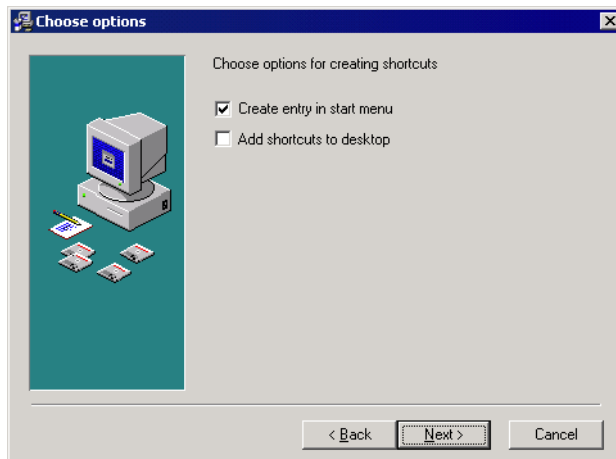 Choose options
Choose options for creating shortcuts
Create entry in start menu
Add shortcuts to desktop
< Back
Next >
Cancel